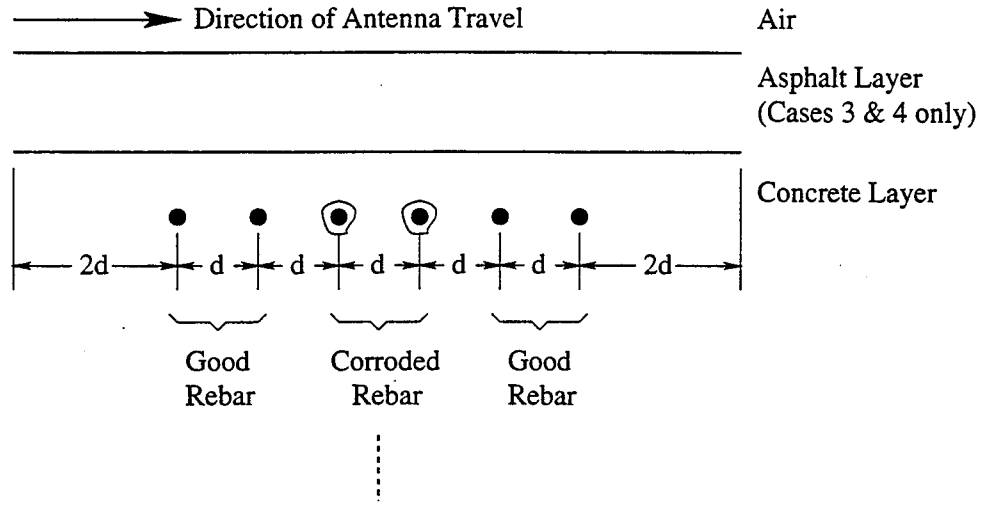 Direction of Antenna Travel
Air
Asphalt Layer
(Cases 3 & 4 only)
Concrete Layer
2d d d d d d 2d
Good
Rebar
Corroded
Rebar
Good
Rebar